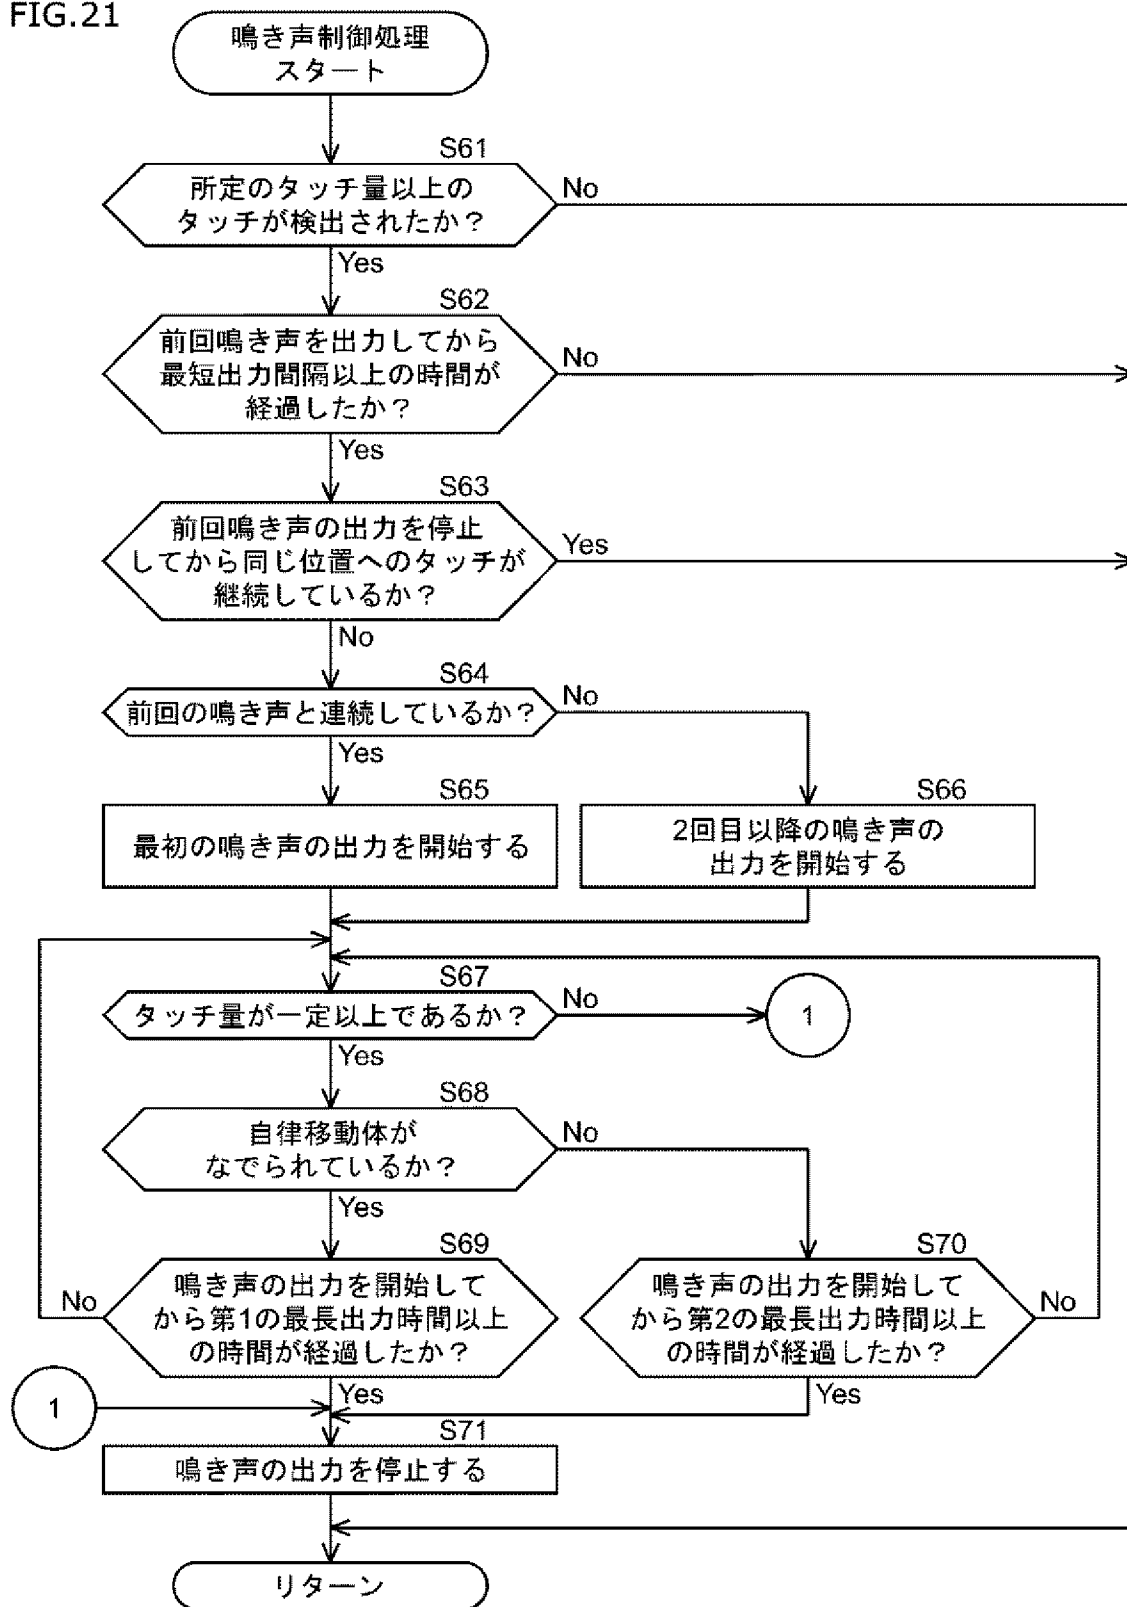 FIG.21
鳴き声制御処理
スタート
S61
所定のタッチ量以上の
タッチが検出されたか？
No
Yes
S62
前回鳴き声を出力してから
最短出力間隔以上の時間が
経過したか？
No
Yes
S63
前回鳴き声の出力を停止
してから同じ位置へのタッチが
継続しているか？
Yes
No
S64
前回の鳴き声と連続しているか？
No
Yes
S65
最初の鳴き声の出力を開始する
S66
2回目以降の鳴き声の
出力を開始する
S67
タッチ量が一定以上であるか？
No
1
Yes
S68
自律移動体が
なでられているか？
No
Yes
S69
鳴き声の出力を開始して
から第1の最長出力時間以上
の時間が経過したか？
No
Yes
S70
鳴き声の出力を開始して
から第2の最長出力時間以上
の時間が経過したか？
No
Yes
1
S71
鳴き声の出力を停止する
リターン